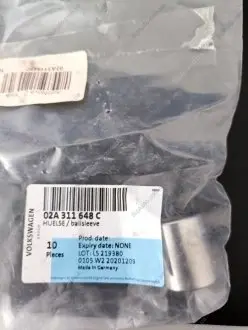 02A 311 648 C
HUELSE / ballsleeve
VOLKSWAGEN
10
Pieces
Prod. date:
Expiry date: NONE
LOT: LS 219380
0105 W2 20201203
Made in Germany